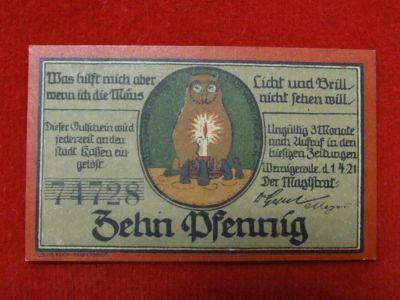 Was hilft mich aber
wenn ich die Mäus
Licht und Brill
nicht sehen will.
Dieser Gutschein wird
jederzeit an den
städt. Kassen ein-
gelöst.
74728
Ungültig 3 Monate
nach Aufruf in den
hiesigen Zeitungen.
Wernigerode, d. 1.4.21
Der Magistrat:
Zehn Pfennig